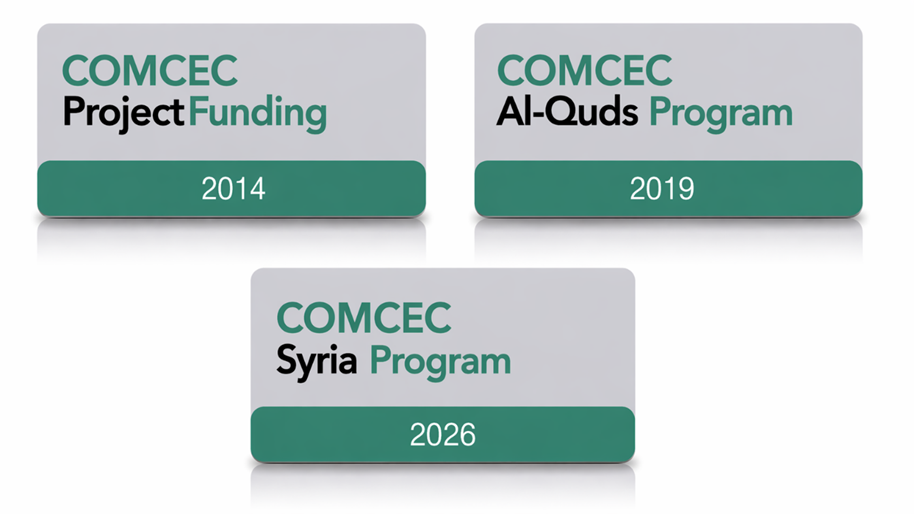 COMCEC
Project Funding
2014
COMCEC
Al-Quds Program
2019
COMCEC
Syria Program
2026